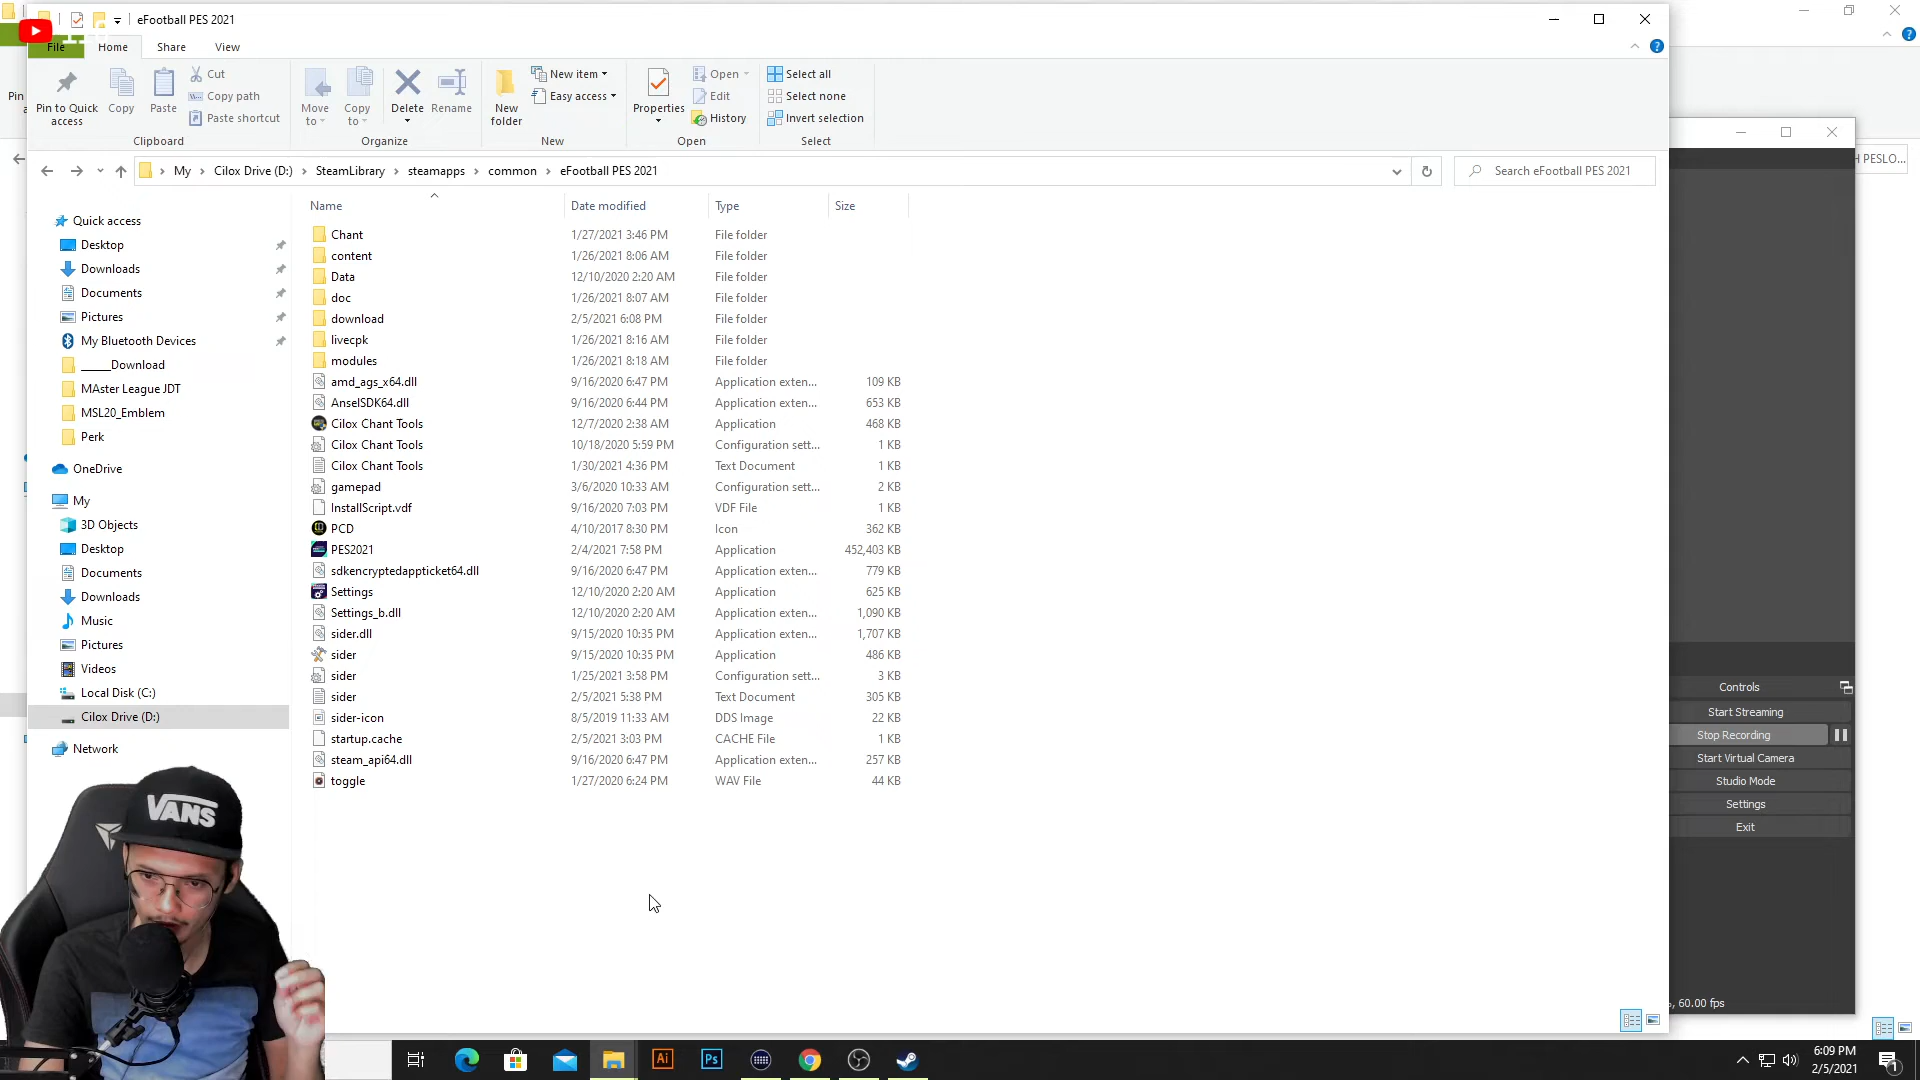 eFootball PES 2021
File
Home
Share
View
Pin to Quick access
Copy
Paste
Cut
Copy path
Paste shortcut
Clipboard
Move to
Copy to
Delete
Rename
Organize
New folder
New item
Easy access
New
Properties
Open
Edit
History
Open
Select all
Select none
Invert selection
Select
My > Cilox Drive (D:) > SteamLibrary > steamapps > common > eFootball PES 2021
Search eFootball PES 2021
Name Date modified Type Size
Quick access
Desktop
Downloads
Documents
Pictures
My Bluetooth Devices
_____Download
MAster League JDT
MSL20_Emblem
Perk
OneDrive
My
3D Objects
Desktop
Documents
Downloads
Music
Pictures
Videos
Local Disk (C:)
Cilox Drive (D:)
Network
Chant 1/27/2021 3:46 PM File folder
content 1/26/2021 8:06 AM File folder
Data 12/10/2020 2:20 AM File folder
doc 1/26/2021 8:07 AM File folder
download 2/5/2021 6:08 PM File folder
livecpk 1/26/2021 8:16 AM File folder
modules 1/26/2021 8:18 AM File folder
amd_ags_x64.dll 9/16/2020 6:47 PM Application exten... 109 KB
AnselSDK64.dll 9/16/2020 6:44 PM Application exten... 653 KB
Cilox Chant Tools 12/7/2020 2:38 AM Application 468 KB
Cilox Chant Tools 10/18/2020 5:59 PM Configuration sett... 1 KB
Cilox Chant Tools 1/30/2021 4:36 PM Text Document 1 KB
gamepad 3/6/2020 10:33 AM Configuration sett... 2 KB
InstallScript.vdf 9/16/2020 7:03 PM VDF File 1 KB
PCD 4/10/2017 8:30 PM Icon 362 KB
PES2021 2/4/2021 7:58 PM Application 452,403 KB
sdkencryptedappticket64.dll 9/16/2020 6:47 PM Application exten... 779 KB
Settings 12/10/2020 2:20 AM Application 625 KB
Settings_b.dll 12/10/2020 2:20 AM Application exten... 1,090 KB
sider.dll 9/15/2020 10:35 PM Application exten... 1,707 KB
sider 9/15/2020 10:35 PM Application 486 KB
sider 1/25/2021 3:58 PM Configuration sett... 3 KB
sider 2/5/2021 5:38 PM Text Document 305 KB
sider-icon 8/5/2019 11:33 AM DDS Image 22 KB
startup.cache 2/5/2021 3:03 PM CACHE File 1 KB
steam_api64.dll 9/16/2020 6:47 PM Application exten... 257 KB
toggle 1/27/2020 6:24 PM WAV File 44 KB
Pin
PESLO...
Controls
Start Streaming
Stop Recording
Start Virtual Camera
Studio Mode
Settings
Exit
60.00 fps
VANS
Ai
Ps
6:09 PM
2/5/2021
1